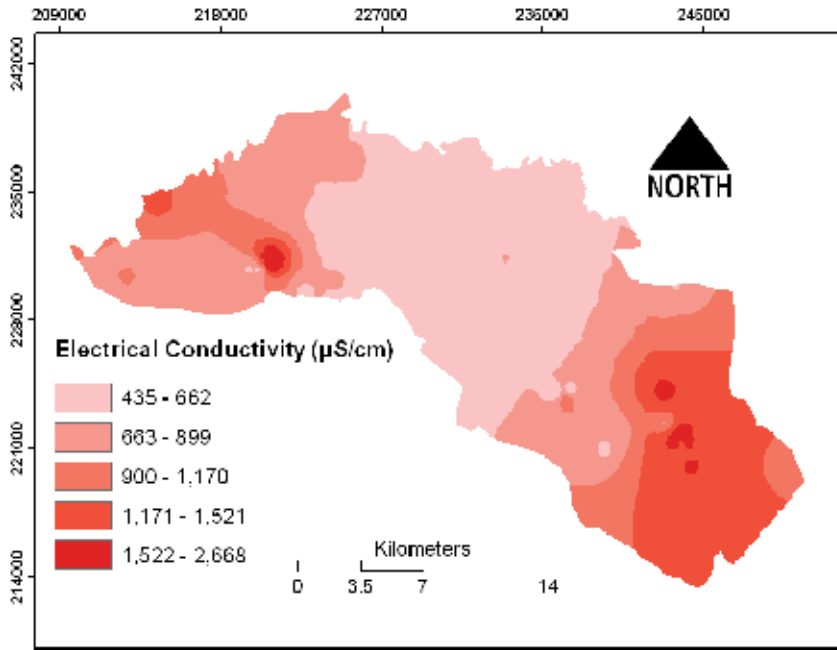 209000 218000 227000 236000 245000
242000
235000
228000
221000
214000
NORTH
Electrical Conductivity (µS/cm)
435 - 662
663 - 899
900 - 1,170
1,171 - 1,521
1,522 - 2,668
Kilometers
0 3.5 7 14